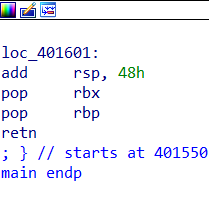 loc_401601:
add     rsp, 48h
pop     rbx
pop     rbp
retn
; } // starts at 401550
main endp